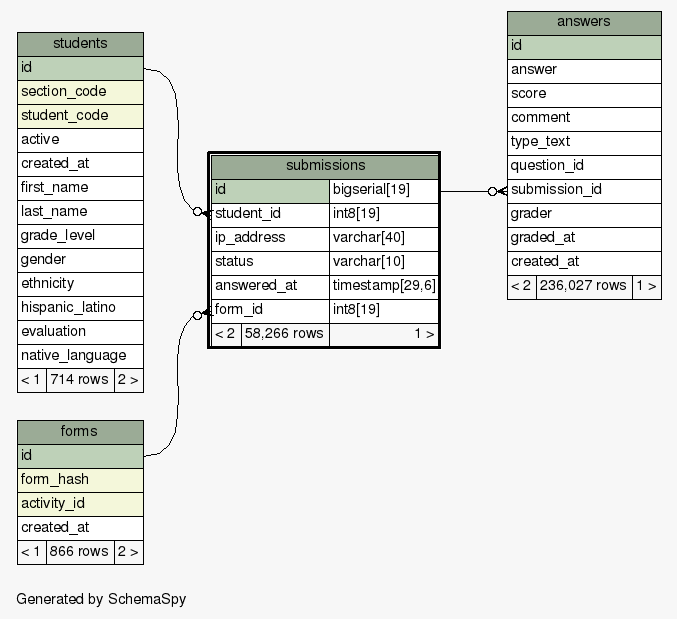 students
id
section_code
student_code
active
created_at
first_name
last_name
grade_level
gender
ethnicity
hispanic_latino
evaluation
native_language
< 1 714 rows 2 >
forms
id
form_hash
activity_id
created_at
< 1 866 rows 2 >
submissions
id bigserial[19]
student_id int8[19]
ip_address varchar[40]
status varchar[10]
answered_at timestamp[29,6]
form_id int8[19]
< 2 58,266 rows 1 >
answers
id
answer
score
comment
type_text
question_id
submission_id
grader
graded_at
created_at
< 2 236,027 rows 1 >
Generated by SchemaSpy